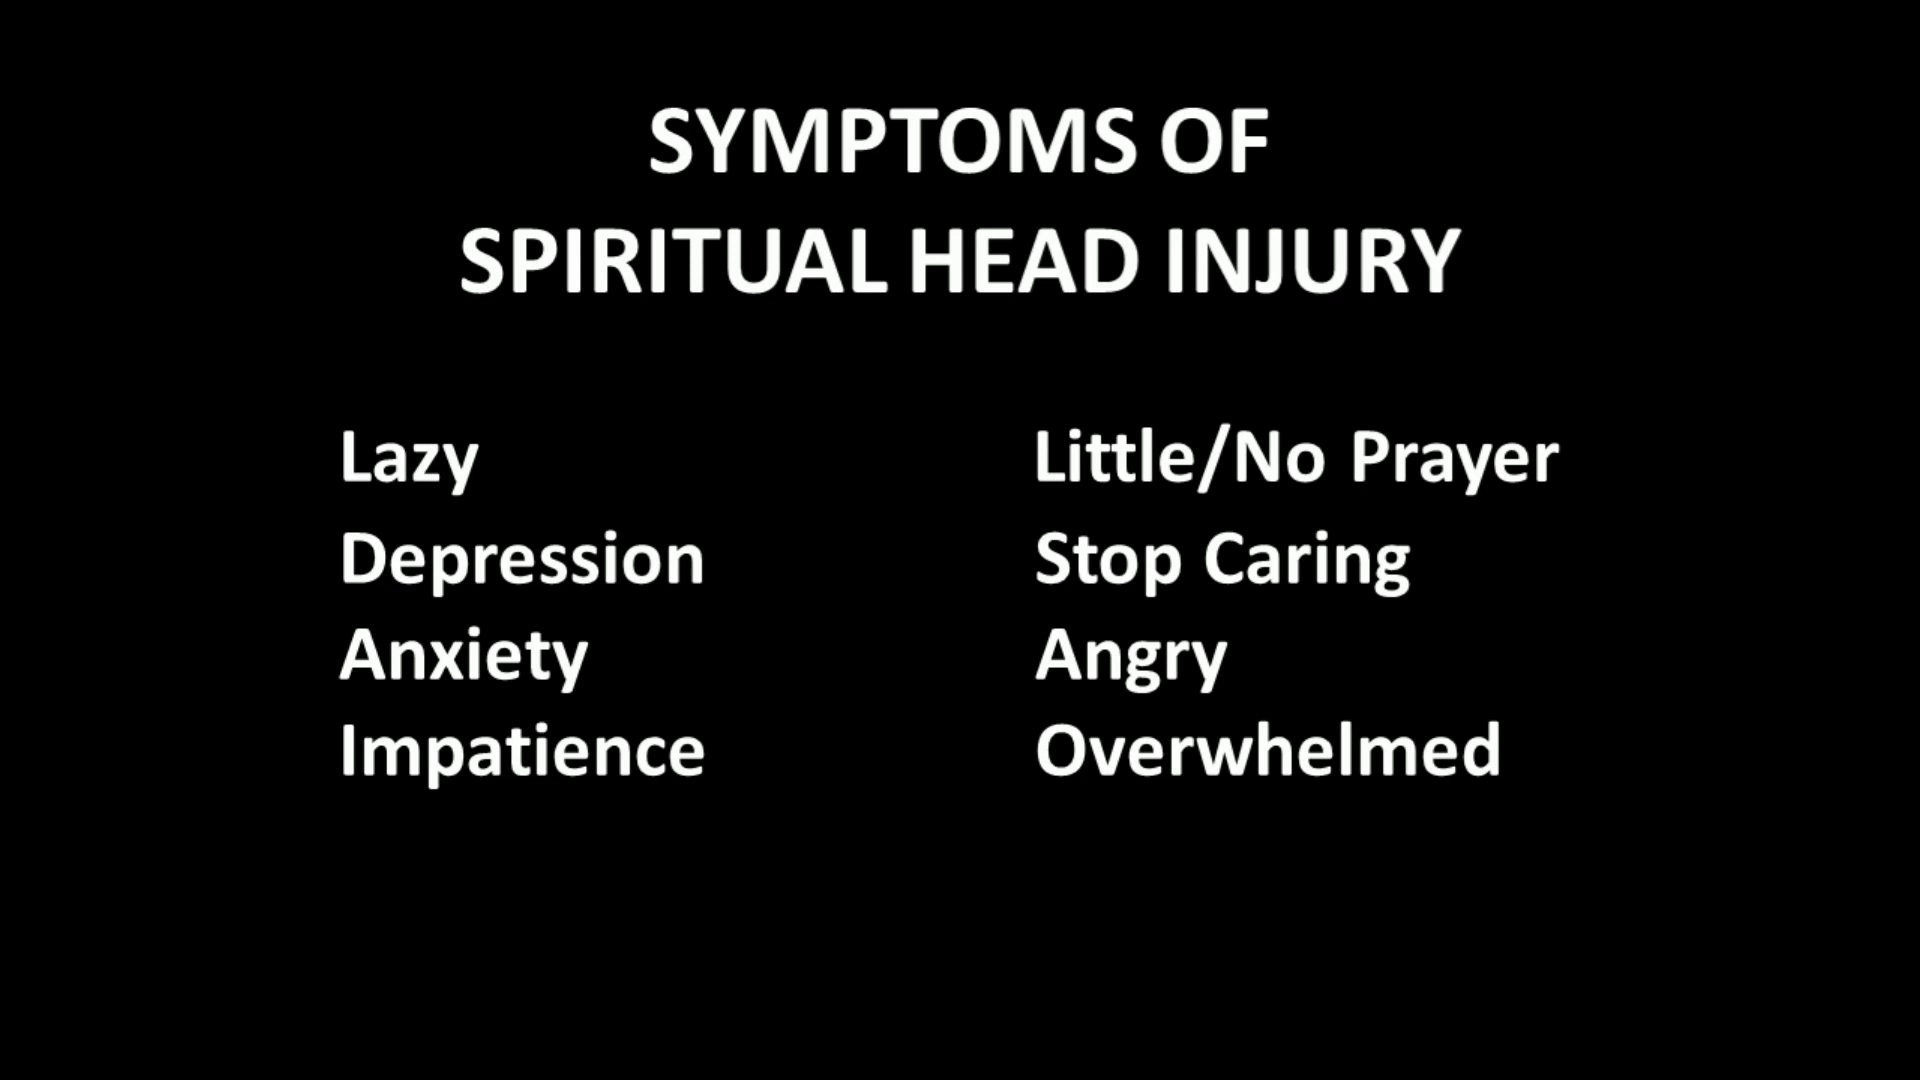 SYMPTOMS OF
SPIRITUAL HEAD INJURY
Lazy
Depression
Anxiety
Impatience
Little/No Prayer
Stop Caring
Angry
Overwhelmed